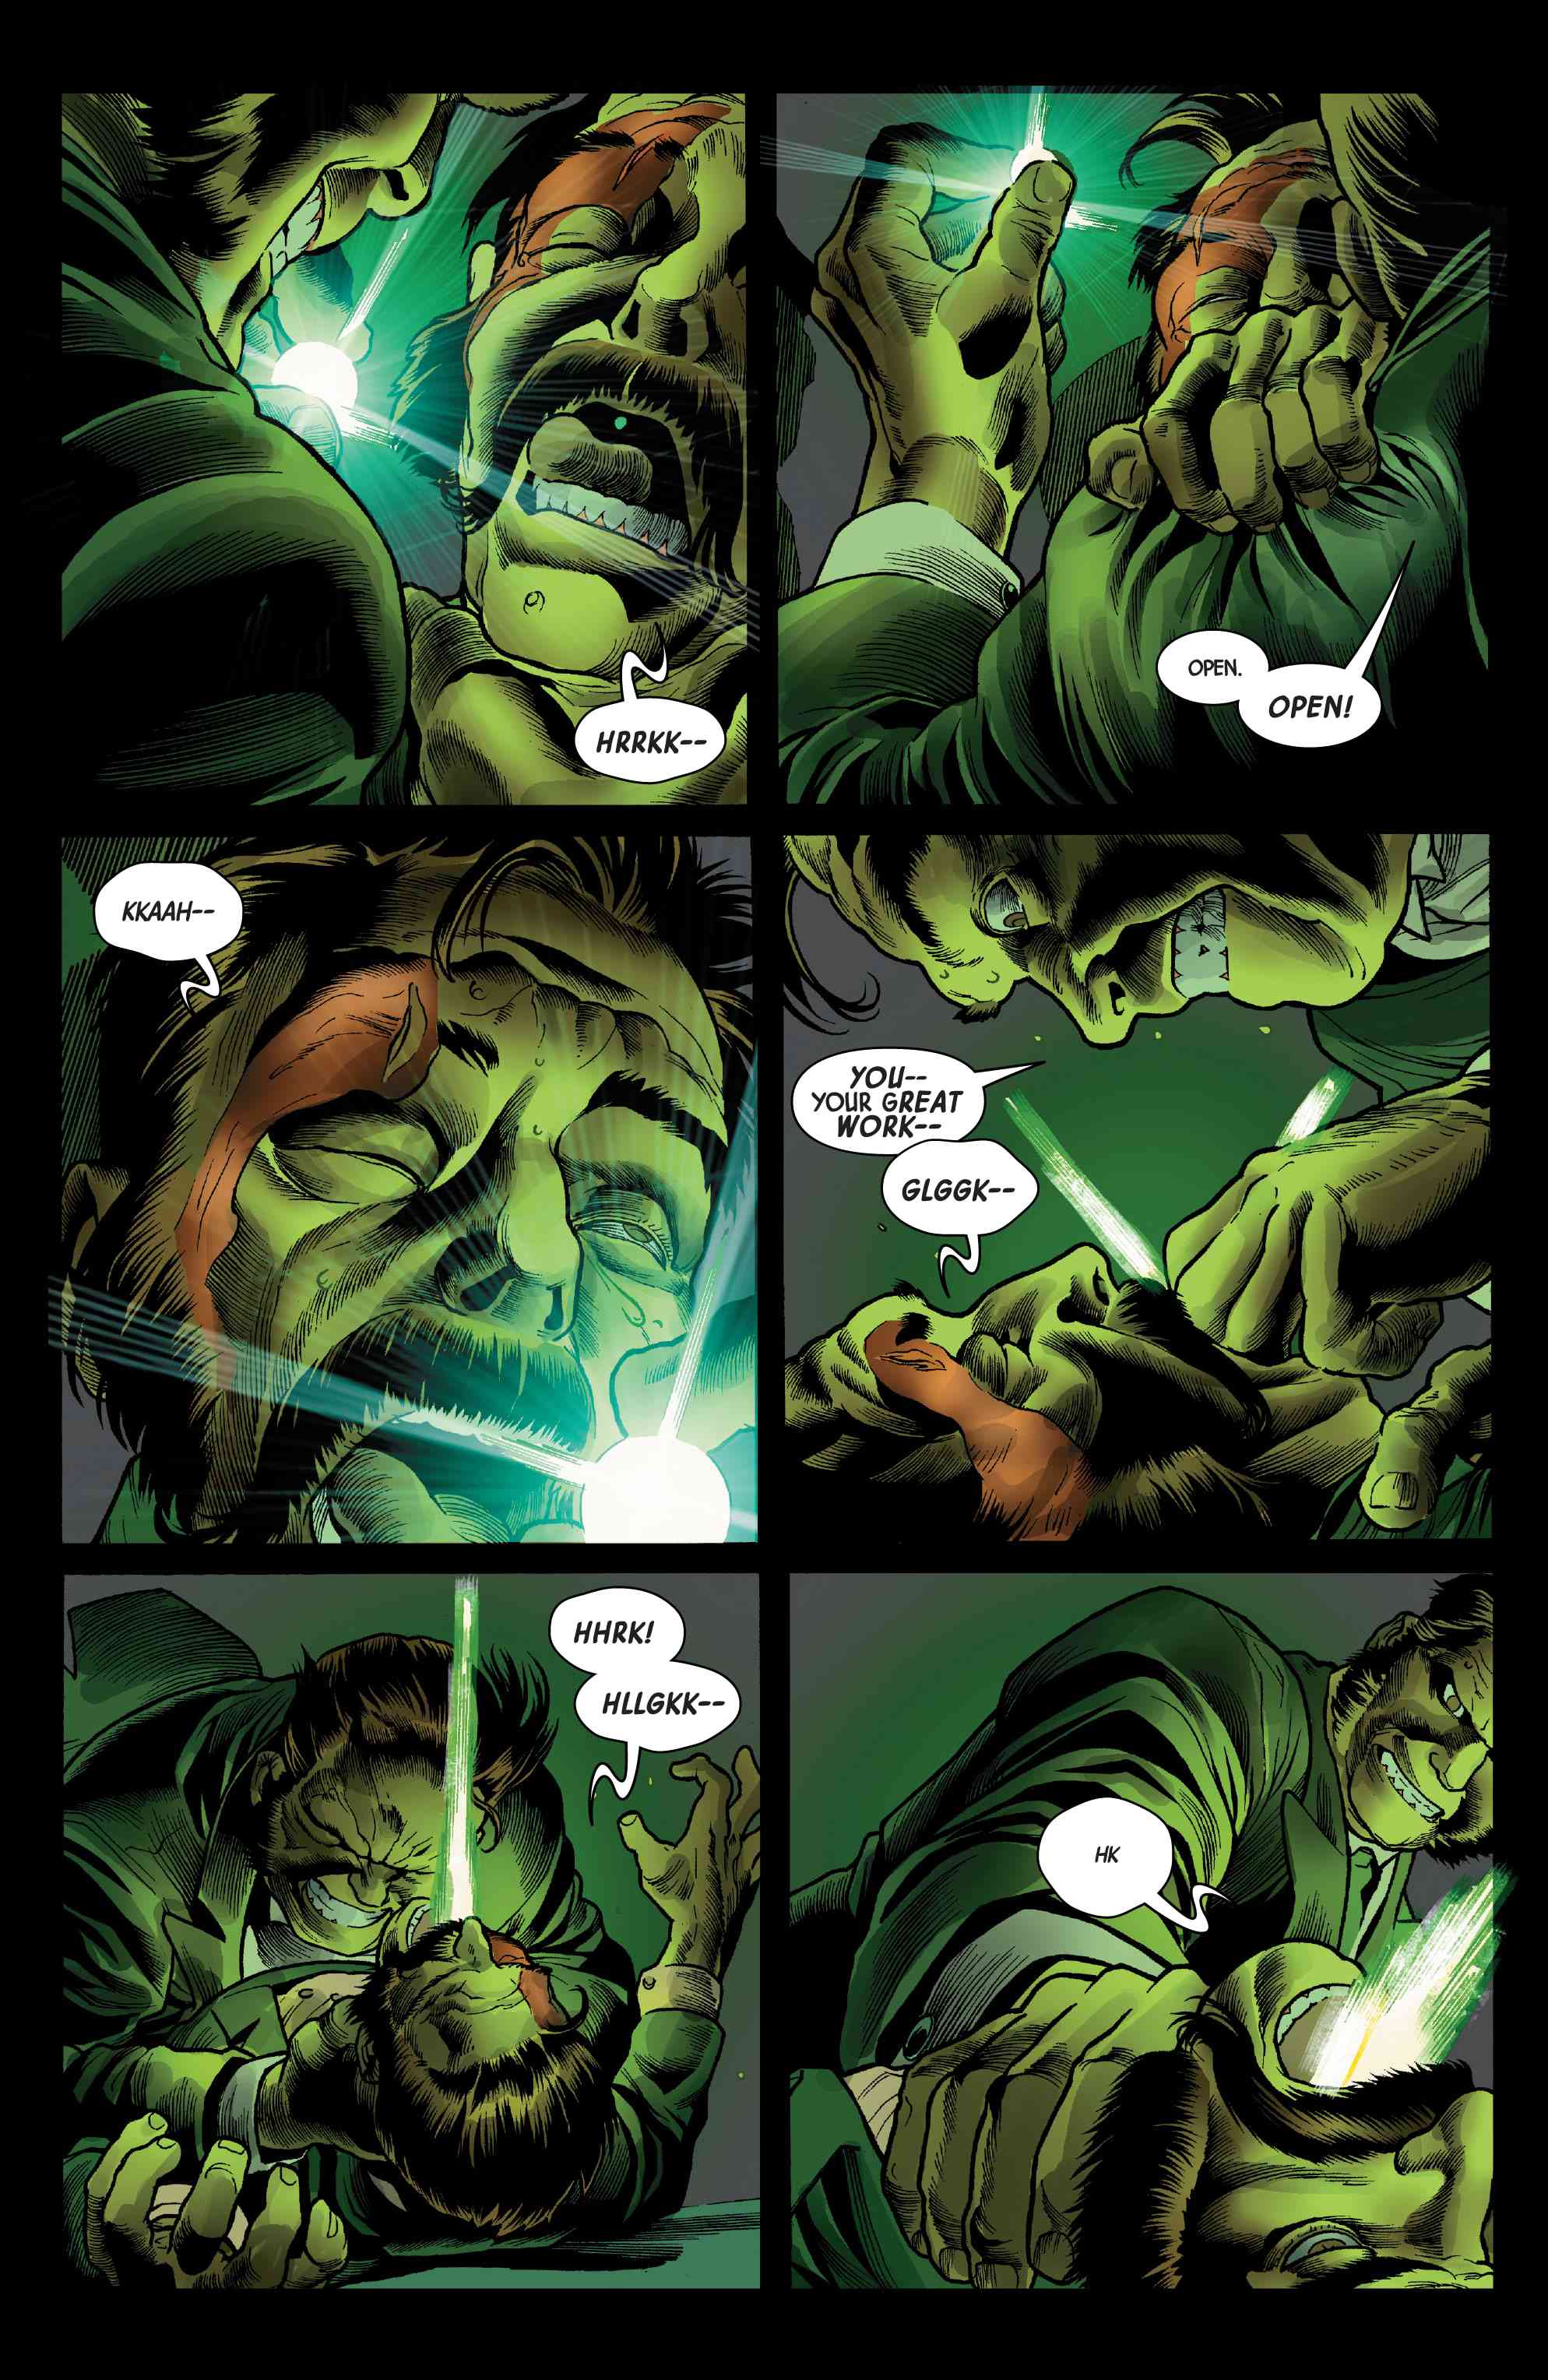 HRRKK--
OPEN.
OPEN!
KKAAH--
YOU--
YOUR GREAT
WORK--
GLGGK--
HHRK!
HLLGKK--
HK